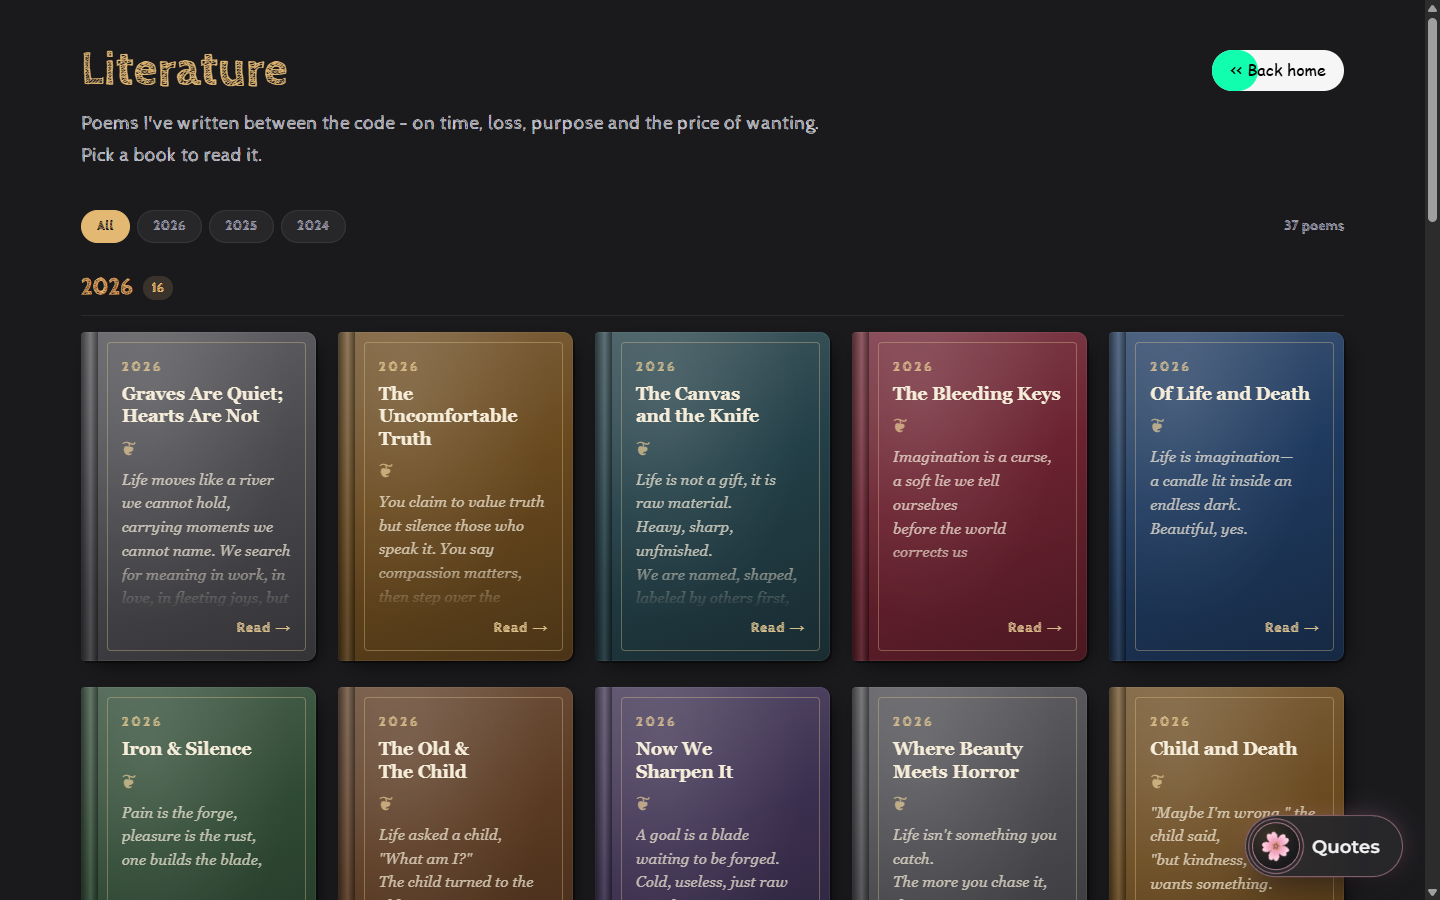 Literature
<< Back home
Poems I've written between the code - on time, loss, purpose and the price of wanting.
Pick a book to read it.
All
2026
2025
2024
37 poems
2026
16
2026
Graves Are Quiet;
Hearts Are Not
Life moves like a river
we cannot hold,
carrying moments we
cannot name. We search
for meaning in work, in
love, in fleeting joys, but
Read →
2026
The
Uncomfortable
Truth
You claim to value truth
but silence those who
speak it. You say
compassion matters,
then step over the
Read →
2026
The Canvas
and the Knife
Life is not a gift, it is
raw material.
Heavy, sharp,
unfinished.
We are named, shaped,
labeled by others first,
Read →
2026
The Bleeding Keys
Imagination is a curse,
a soft lie we tell
ourselves
before the world
corrects us
Read →
2026
Of Life and Death
Life is imagination—
a candle lit inside an
endless dark.
Beautiful, yes.
Read →
2026
Iron & Silence
Pain is the forge,
pleasure is the rust,
one builds the blade,
2026
The Old &
The Child
Life asked a child,
"What am I?"
The child turned to the
2026
Now We
Sharpen It
A goal is a blade
waiting to be forged.
Cold, useless, just raw
2026
Where Beauty
Meets Horror
Life isn't something you
catch.
The more you chase it,
2026
Child and Death
"Maybe I'm wrong," the
child said,
"but kindness,
wants something.
Quotes